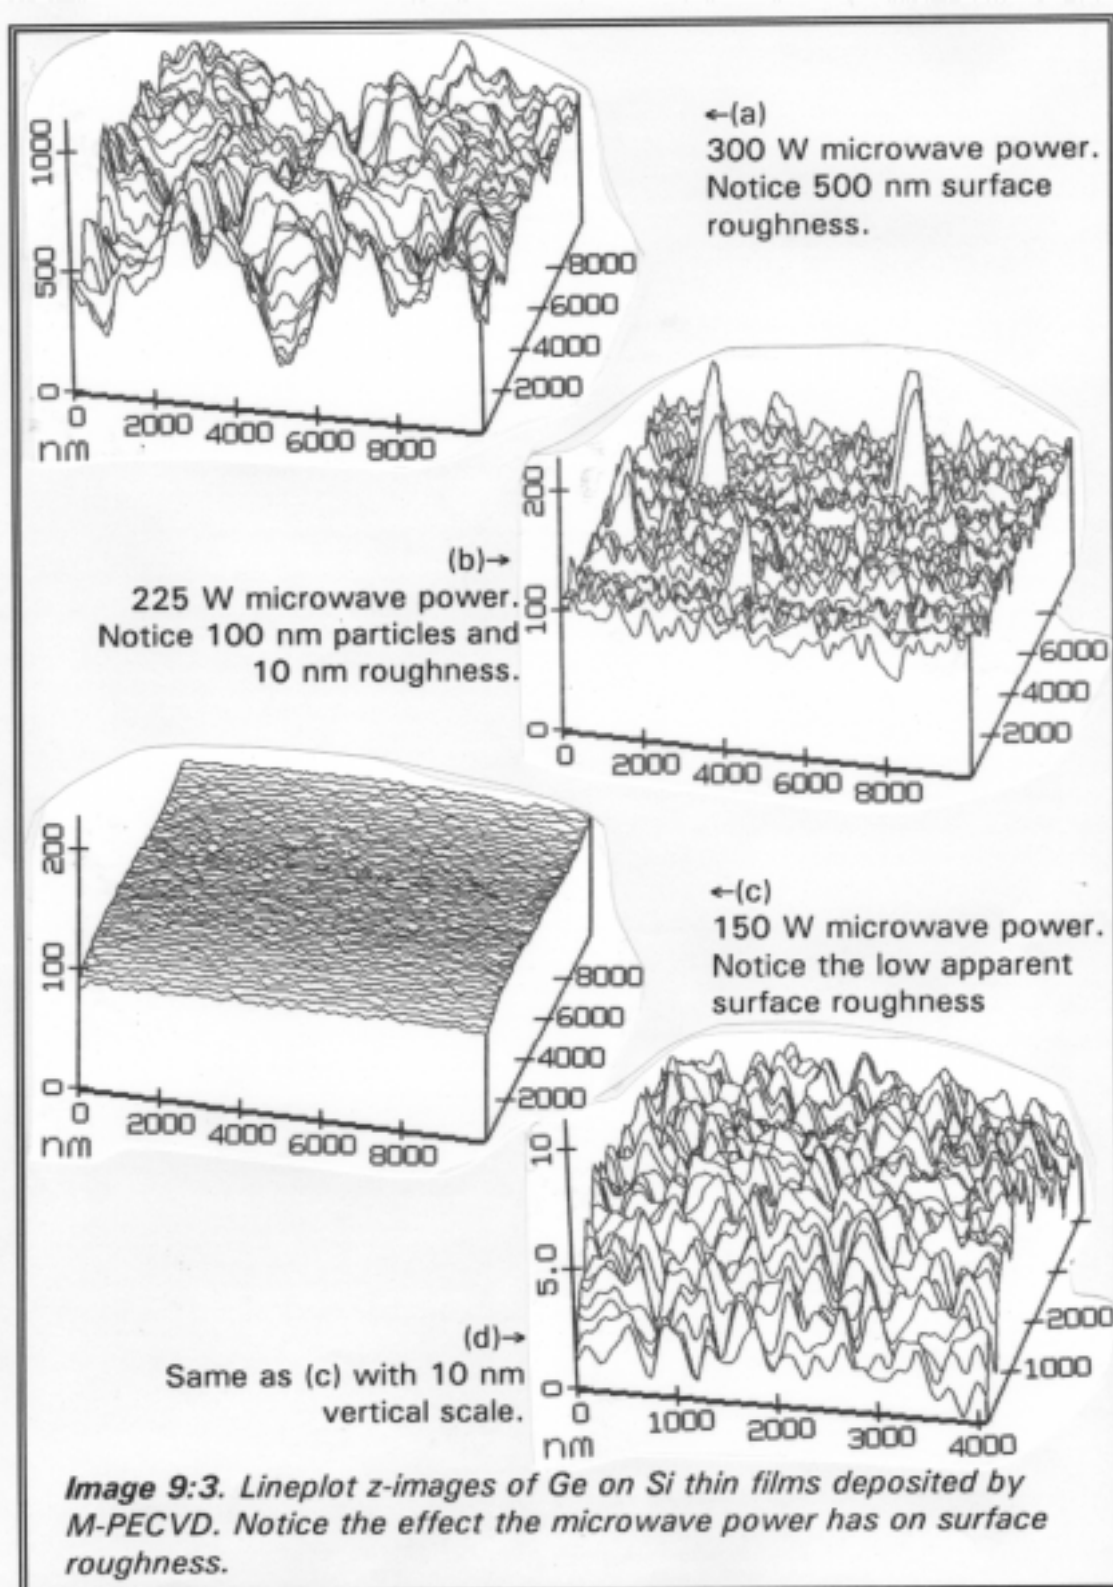 ←(a)
300 W microwave power.
Notice 500 nm surface
roughness.
1000
500
0
0
2000
4000
6000
8000
nm
2000
4000
6000
8000
(b)→
225 W microwave power.
Notice 100 nm particles and
10 nm roughness.
200
100
0
0
2000
4000
6000
8000
2000
4000
6000
←(c)
150 W microwave power.
Notice the low apparent
surface roughness
200
100
0
0
2000
4000
6000
8000
nm
2000
4000
6000
8000
(d)→
Same as (c) with 10 nm
vertical scale.
10
5.0
0
0
1000
2000
3000
4000
nm
1000
2000
Image 9:3. Lineplot z-images of Ge on Si thin films deposited by
M-PECVD. Notice the effect the microwave power has on surface
roughness.